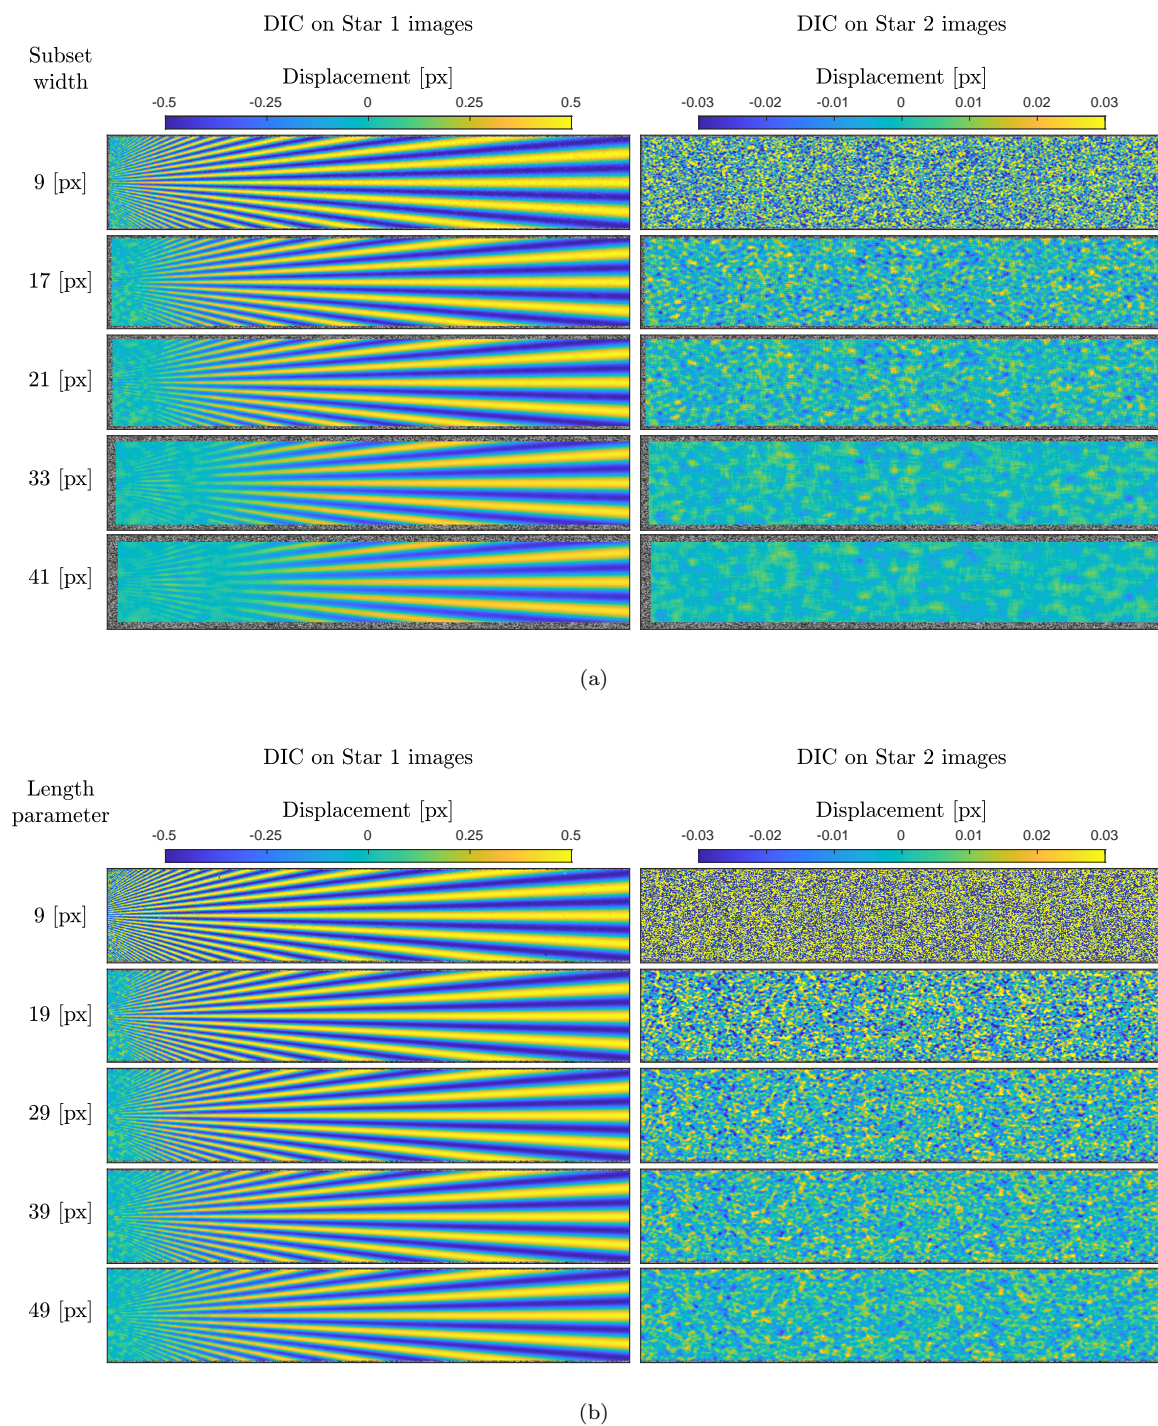 DIC on Star 1 images
DIC on Star 2 images
Subset
width
Displacement [px]
Displacement [px]
-0.5 -0.25 0 0.25 0.5
-0.03 -0.02 -0.01 0 0.01 0.02 0.03
9 [px]
17 [px]
21 [px]
33 [px]
41 [px]
(a)
DIC on Star 1 images
DIC on Star 2 images
Length
parameter
Displacement [px]
Displacement [px]
-0.5 -0.25 0 0.25 0.5
-0.03 -0.02 -0.01 0 0.01 0.02 0.03
9 [px]
19 [px]
29 [px]
39 [px]
49 [px]
(b)